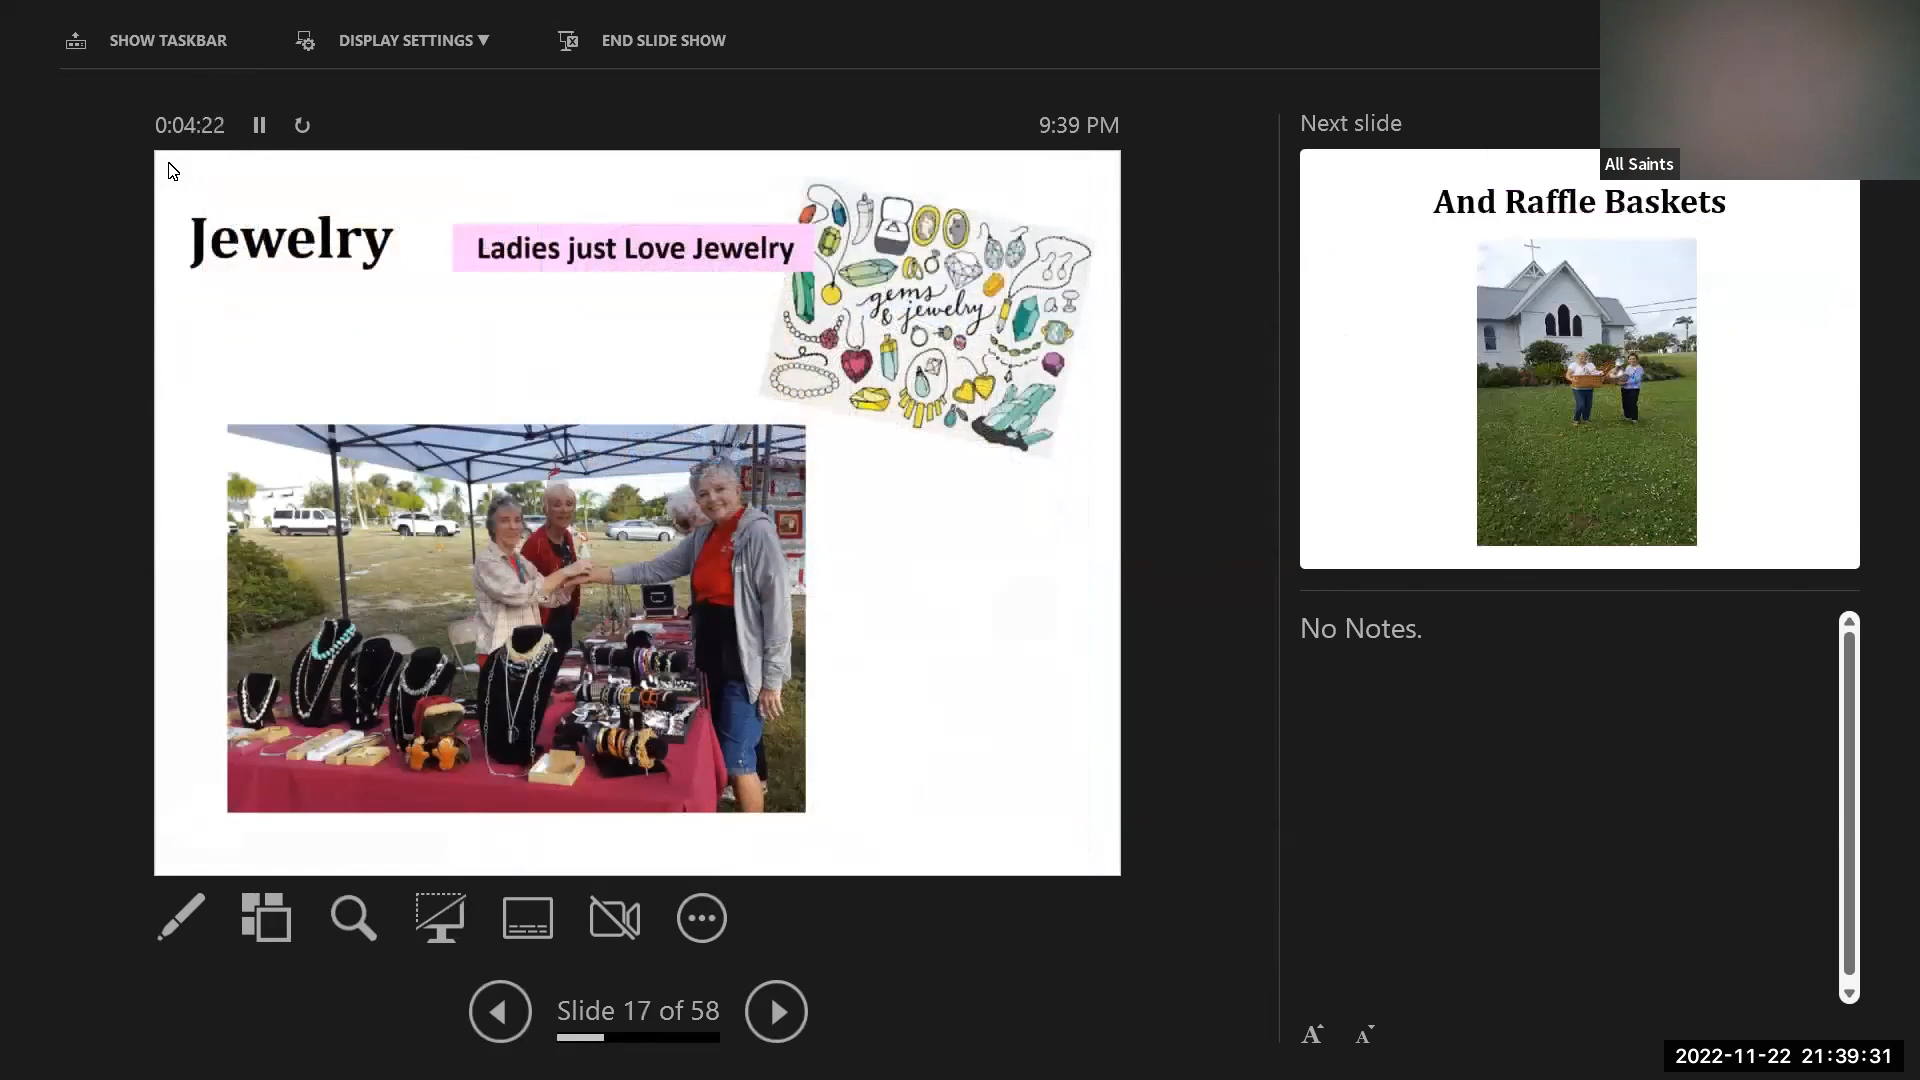 SHOW TASKBAR
DISPLAY SETTINGS ▼
END SLIDE SHOW
0:04:22
9:39 PM
Next slide
All Saints
Jewelry
Ladies just Love Jewelry
gems
& jewelry
And Raffle Baskets
No Notes.
Slide 17 of 58
A A
2022-11-22 21:39:31